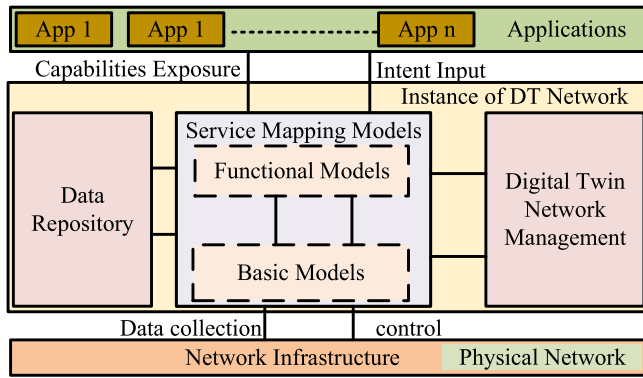 App 1 App 1 App n Applications
Capabilities Exposure Intent Input
Instance of DT Network
Service Mapping Models
Functional Models
Data
Repository
Digital Twin
Network
Management
Basic Models
Data collection control
Network Infrastructure Physical Network